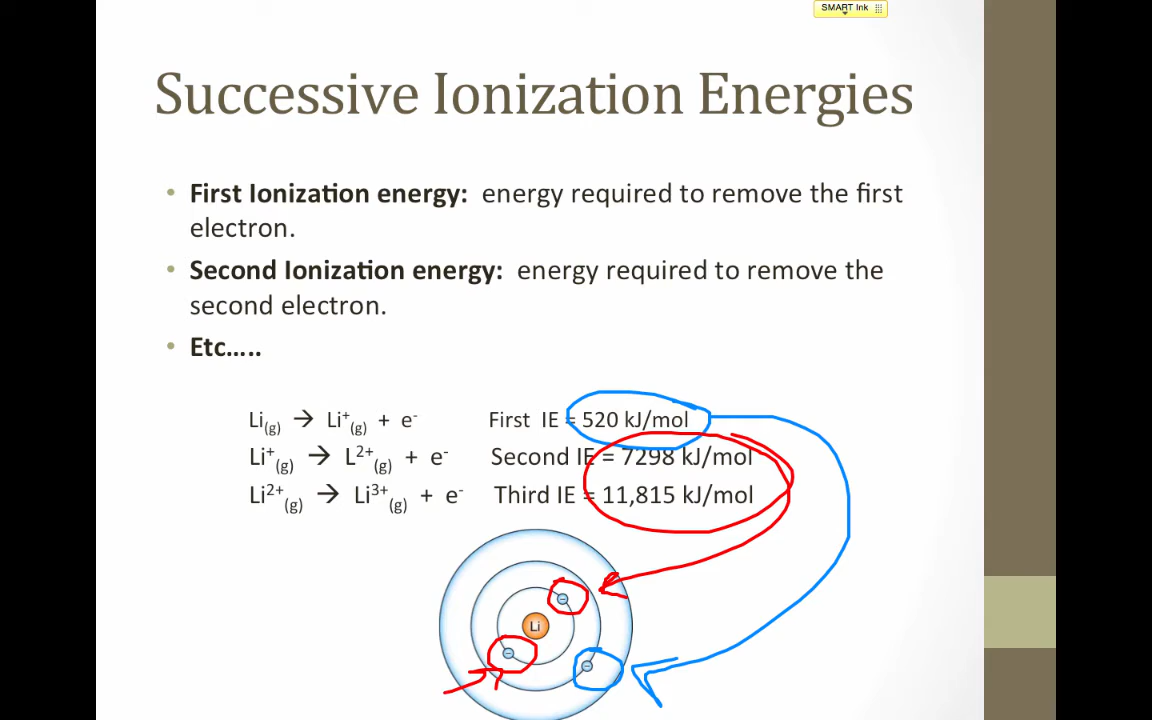 SMART Ink
Successive Ionization Energies
• First Ionization energy: energy required to remove the first
electron.
• Second Ionization energy: energy required to remove the
second electron.
• Etc.....
Li(g) → Li⁺(g) + e⁻ First IE = 520 kJ/mol
Li⁺(g) → L²⁺(g) + e⁻ Second IE = 7298 kJ/mol
Li²⁺(g) → Li³⁺(g) + e⁻ Third IE = 11,815 kJ/mol
−
Li
−
−